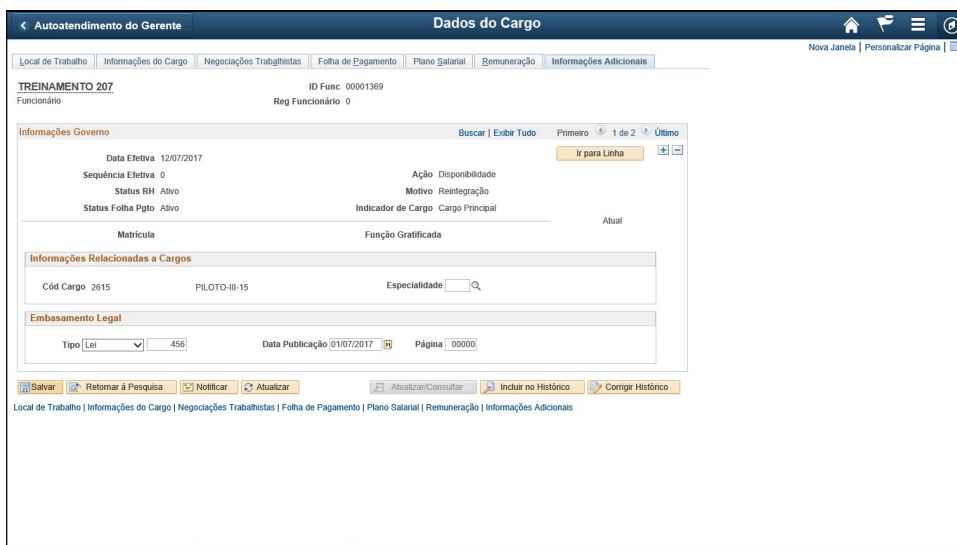 Autoatendimento do Gerente Dados do Cargo
Nova Janela | Personalizar Página |
Local de Trabalho Informações do Cargo Negociações Trabalhistas Folha de Pagamento Plano Salarial Remuneração Informações Adicionais
TREINAMENTO 207 ID Func 00001369
Funcionário Reg Funcionário 0
Informações Governo Buscar | Exibir Tudo Primeiro 1 de 2 Último
Ir para Linha
Data Efetiva 12/07/2017
Sequência Efetiva 0 Ação Disponibilidade
Status RH Ativo Motivo Reintegração
Status Folha Pgto Ativo Indicador de Cargo Cargo Principal
Atual
Matrícula Função Gratificada
Informações Relacionadas a Cargos
Cód Cargo 2615 PILOTO-III-15 Especialidade
Embasamento Legal
Tipo Lei 456 Data Publicação 01/07/2017 Página 00000
Salvar Retornar à Pesquisa Notificar Atualizar Atualizar/Consultar Incluir no Histórico Corrigir Histórico
Local de Trabalho | Informações do Cargo | Negociações Trabalhistas | Folha de Pagamento | Plano Salarial | Remuneração | Informações Adicionais